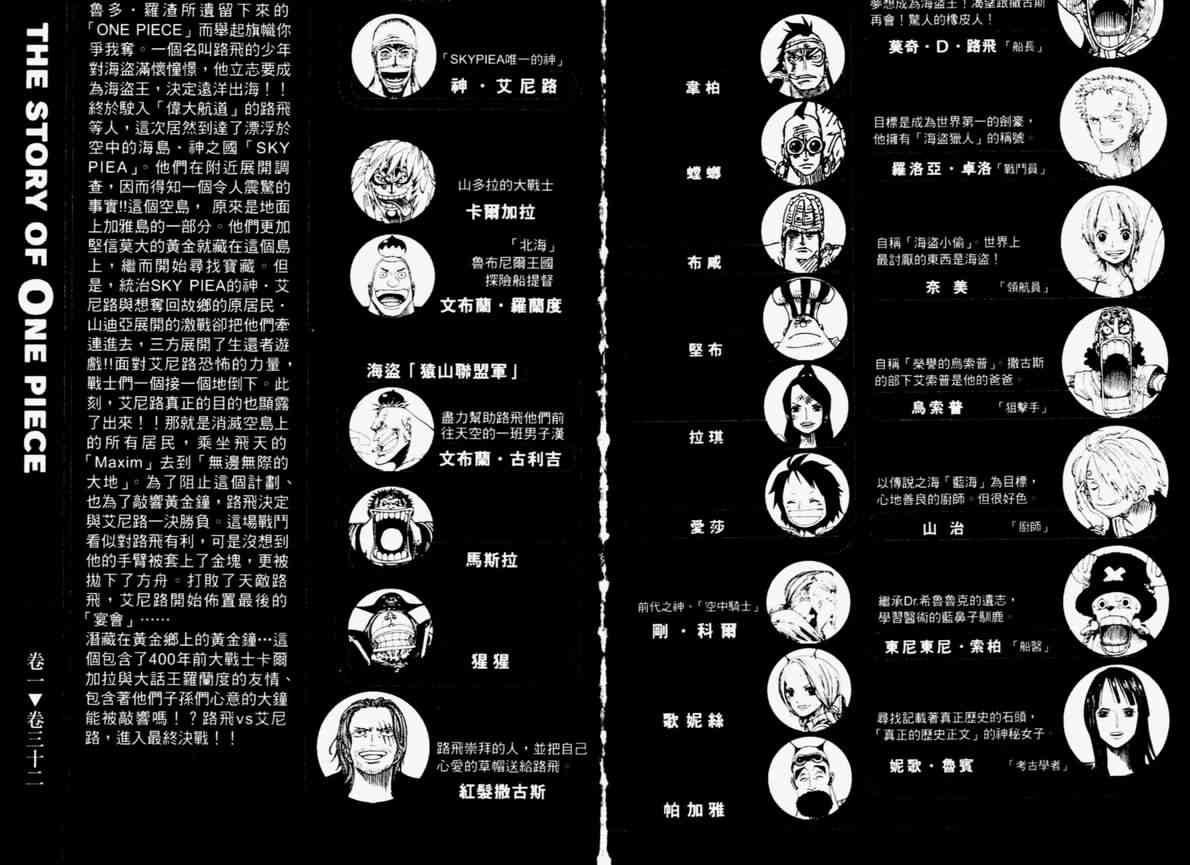 夢想成為海盜王！渴望跟撒古斯
再會！驚人的橡皮人！
莫奇・D・路飛「船長」
目標是成為世界第一的劍豪，
他擁有「海盜獵人」的稱號。
羅洛亞・卓洛「戰鬥員」
自稱「海盜小偷」。世界上
最討厭的東西是海盜！
奈美「領航員」
自稱「榮譽的烏索普」。撒古斯
的部下艾索普是他的爸爸。
烏索普「狙擊手」
以傳說之海「藍海」為目標，
心地善良的廚師。但很好色。
山治「廚師」
繼承Dr.希魯魯克的遺志，
學習醫術的藍鼻子馴鹿。
東尼東尼・索柏「船醫」
尋找記載著真正歷史的石頭，
「真正的歷史正文」的神秘女子。
妮歌・魯賓「考古學者」
韋柏
螳螂
布咸
堅布
拉琪
愛莎
前代之神、「空中騎士」
剛・科爾
歌妮絲
帕加雅
「SKYPIEA唯一的神」
神・艾尼路
山多拉的大戰士
卡爾加拉
「北海」
魯布尼爾王國
探險船提督
文布蘭・羅蘭度
海盜「猿山聯盟軍」
盡力幫助路飛他們前
往天空的一班男子漢
文布蘭・古利吉
馬斯拉
猩猩
路飛崇拜的人，並把自己
心愛的草帽送給路飛。
紅髮撒古斯
魯多・羅渣所遺留下來的
「ONE PIECE」而舉起旗幟你
爭我奪。一個名叫路飛的少年
對海盜滿懷憧憬，他立志要成
為海盜王，決定遠洋出海！！
終於駛入「偉大航道」的路飛
等人，這次居然到達了漂浮於
空中的海島・神之國「SKY
PIEA」。他們在附近展開調
查，因而得知一個令人震驚的
事實!!這個空島， 原來是地面
上加雅島的一部分。他們更加
堅信莫大的黃金就藏在這個島
上，繼而開始尋找寶藏。但
是，統治SKY PIEA的神・艾
尼路與想奪回故鄉的原居民・
山迪亞展開的激戰卻把他們牽
連進去，三方展開了生還者遊
戲!!面對艾尼路恐怖的力量，
戰士們一個接一個地倒下。此
刻，艾尼路真正的目的也顯露
了出來！！那就是消滅空島上
的所有居民，乘坐飛天的
「Maxim」去到「無邊無際的
大地」。為了阻止這個計劃、
也為了敲響黃金鐘，路飛決定
與艾尼路一決勝負。這場戰鬥
看似對路飛有利，可是沒想到
他的手臂被套上了金塊，更被
拋下了方舟。打敗了天敵路
飛，艾尼路開始佈置最後的
「宴會」……
潛藏在黃金鄉上的黃金鐘…這
個包含了400年前大戰士卡爾
加拉與大話王羅蘭度的友情、
包含著他們子孫們心意的大鐘
能被敲響嗎！？路飛vs艾尼
路，進入最終決戰！！
THE STORY OF ONE PIECE
卷一▼卷三十二